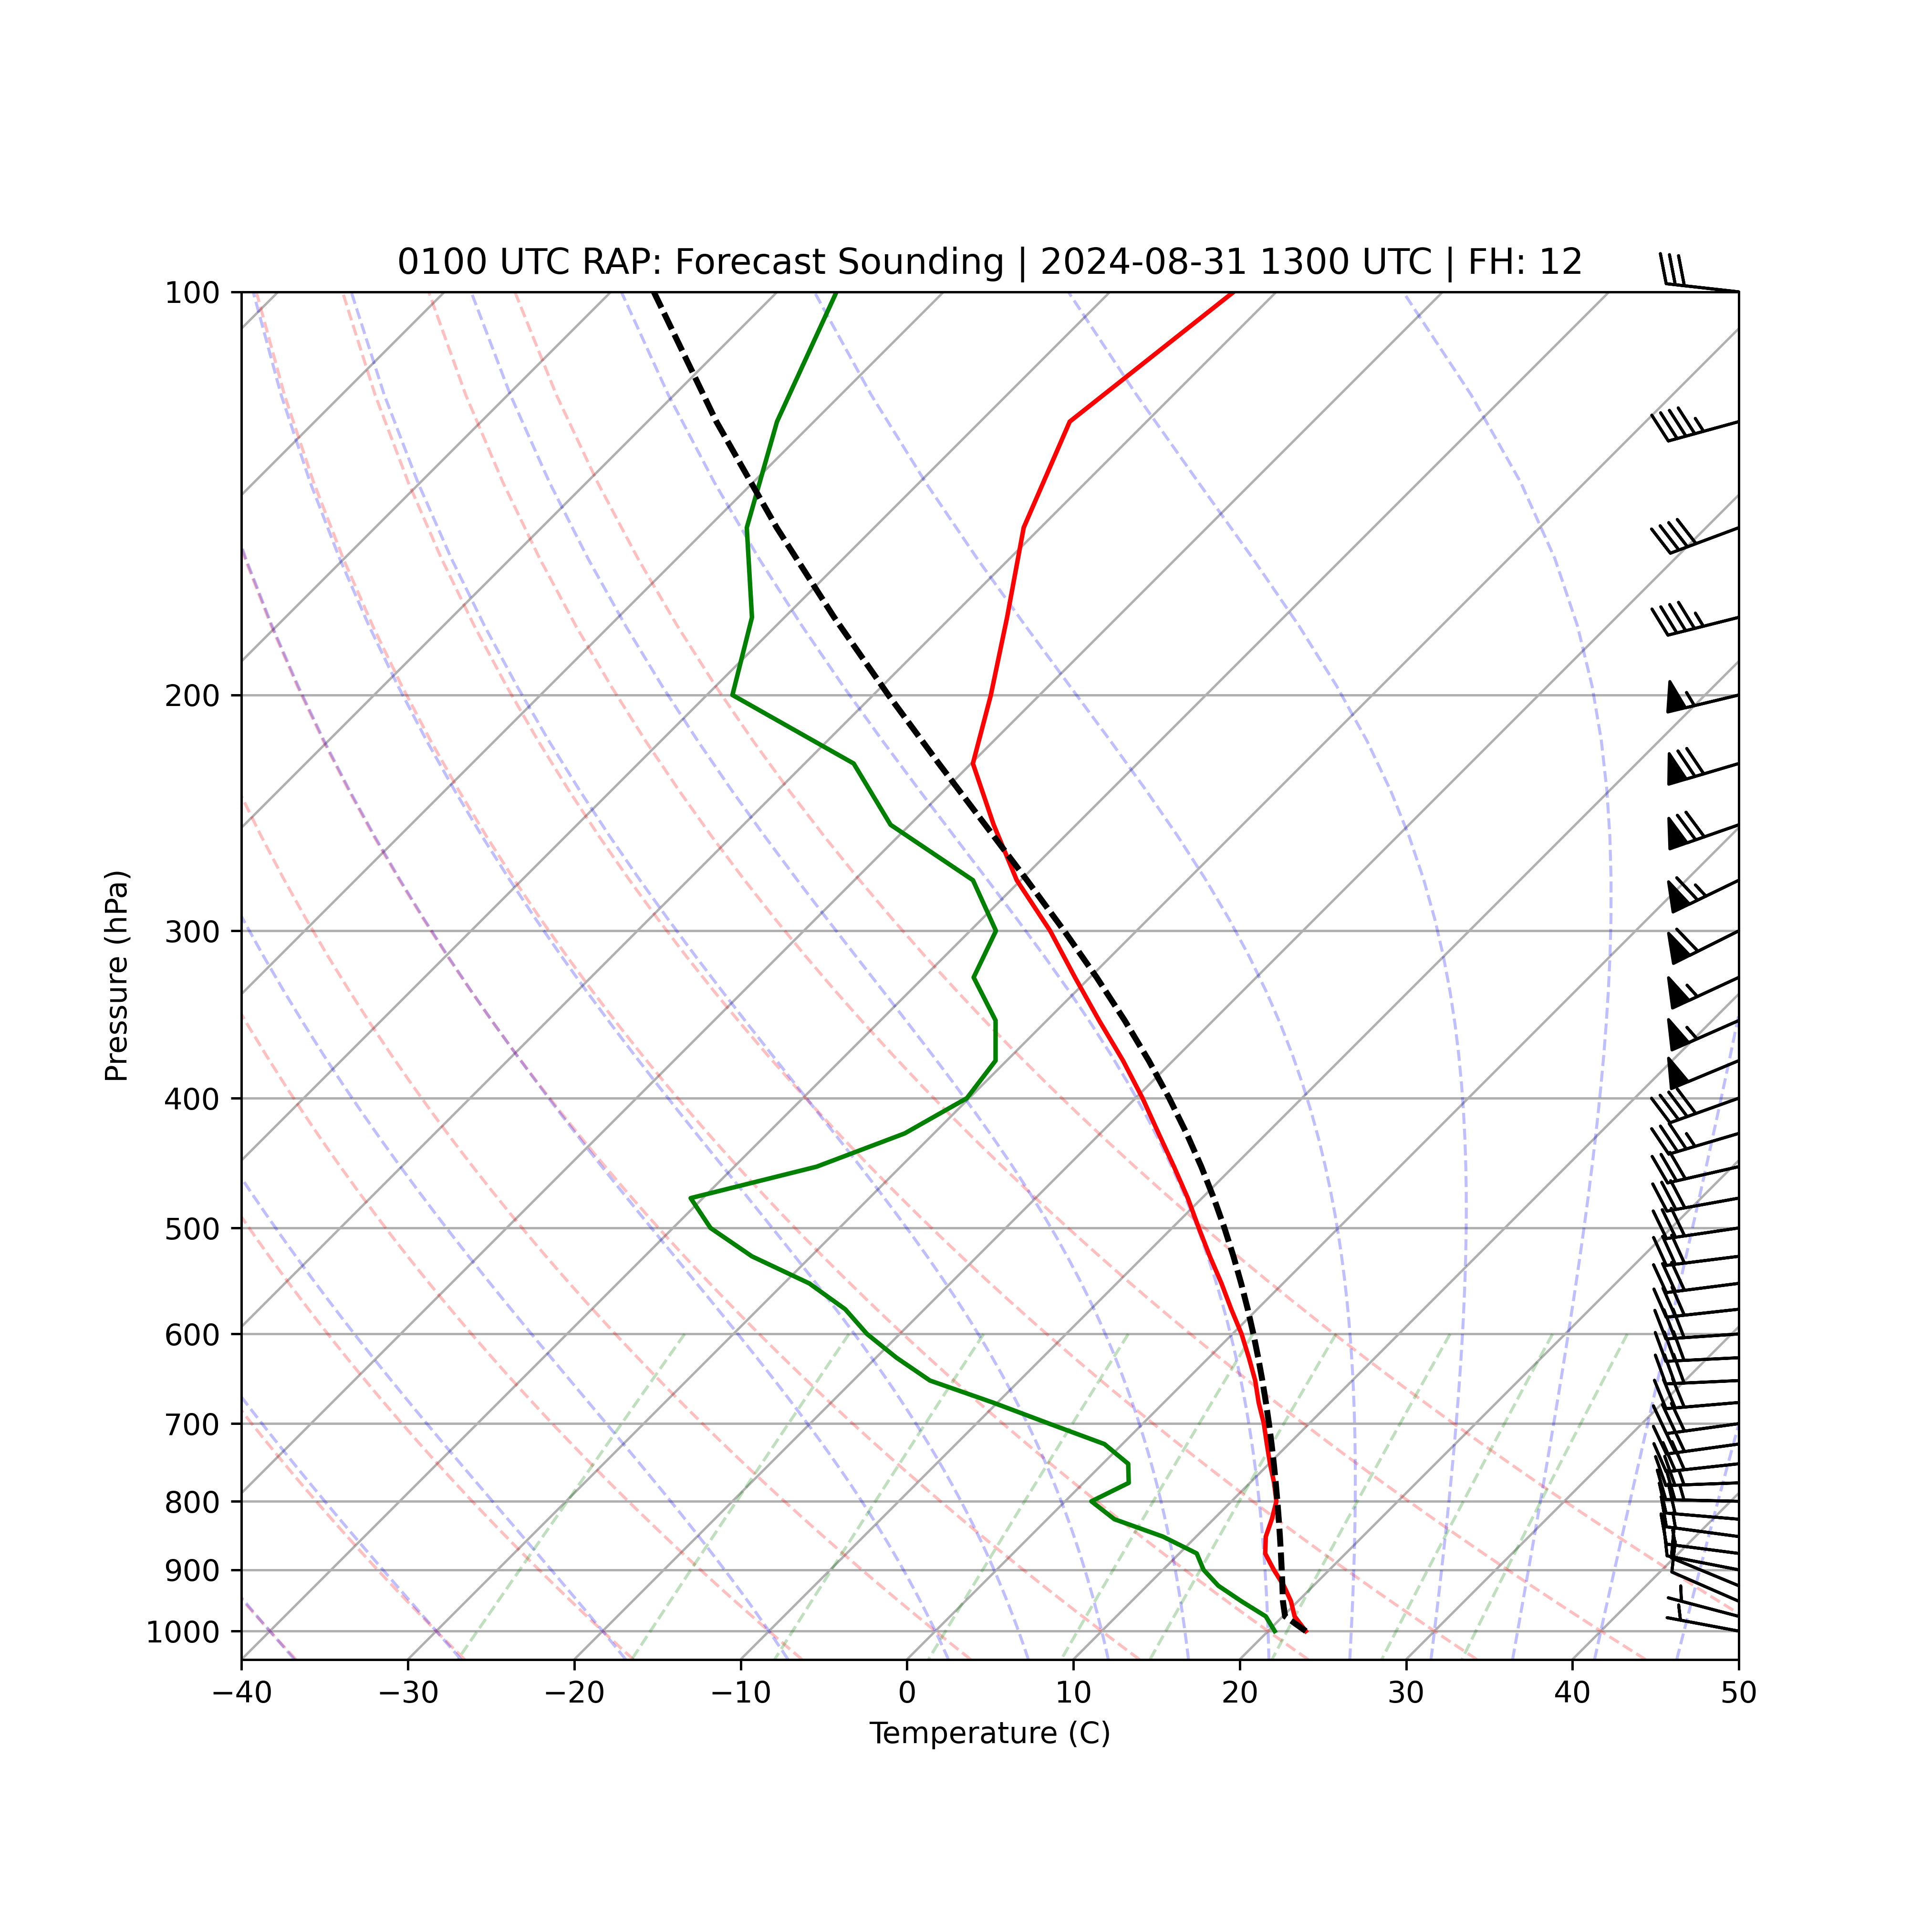 0100 UTC RAP: Forecast Sounding | 2024-08-31 1300 UTC | FH: 12
100
200
300
400
500
600
700
800
900
1000
Pressure (hPa)
−40 −30 −20 −10 0 10 20 30 40 50
Temperature (C)